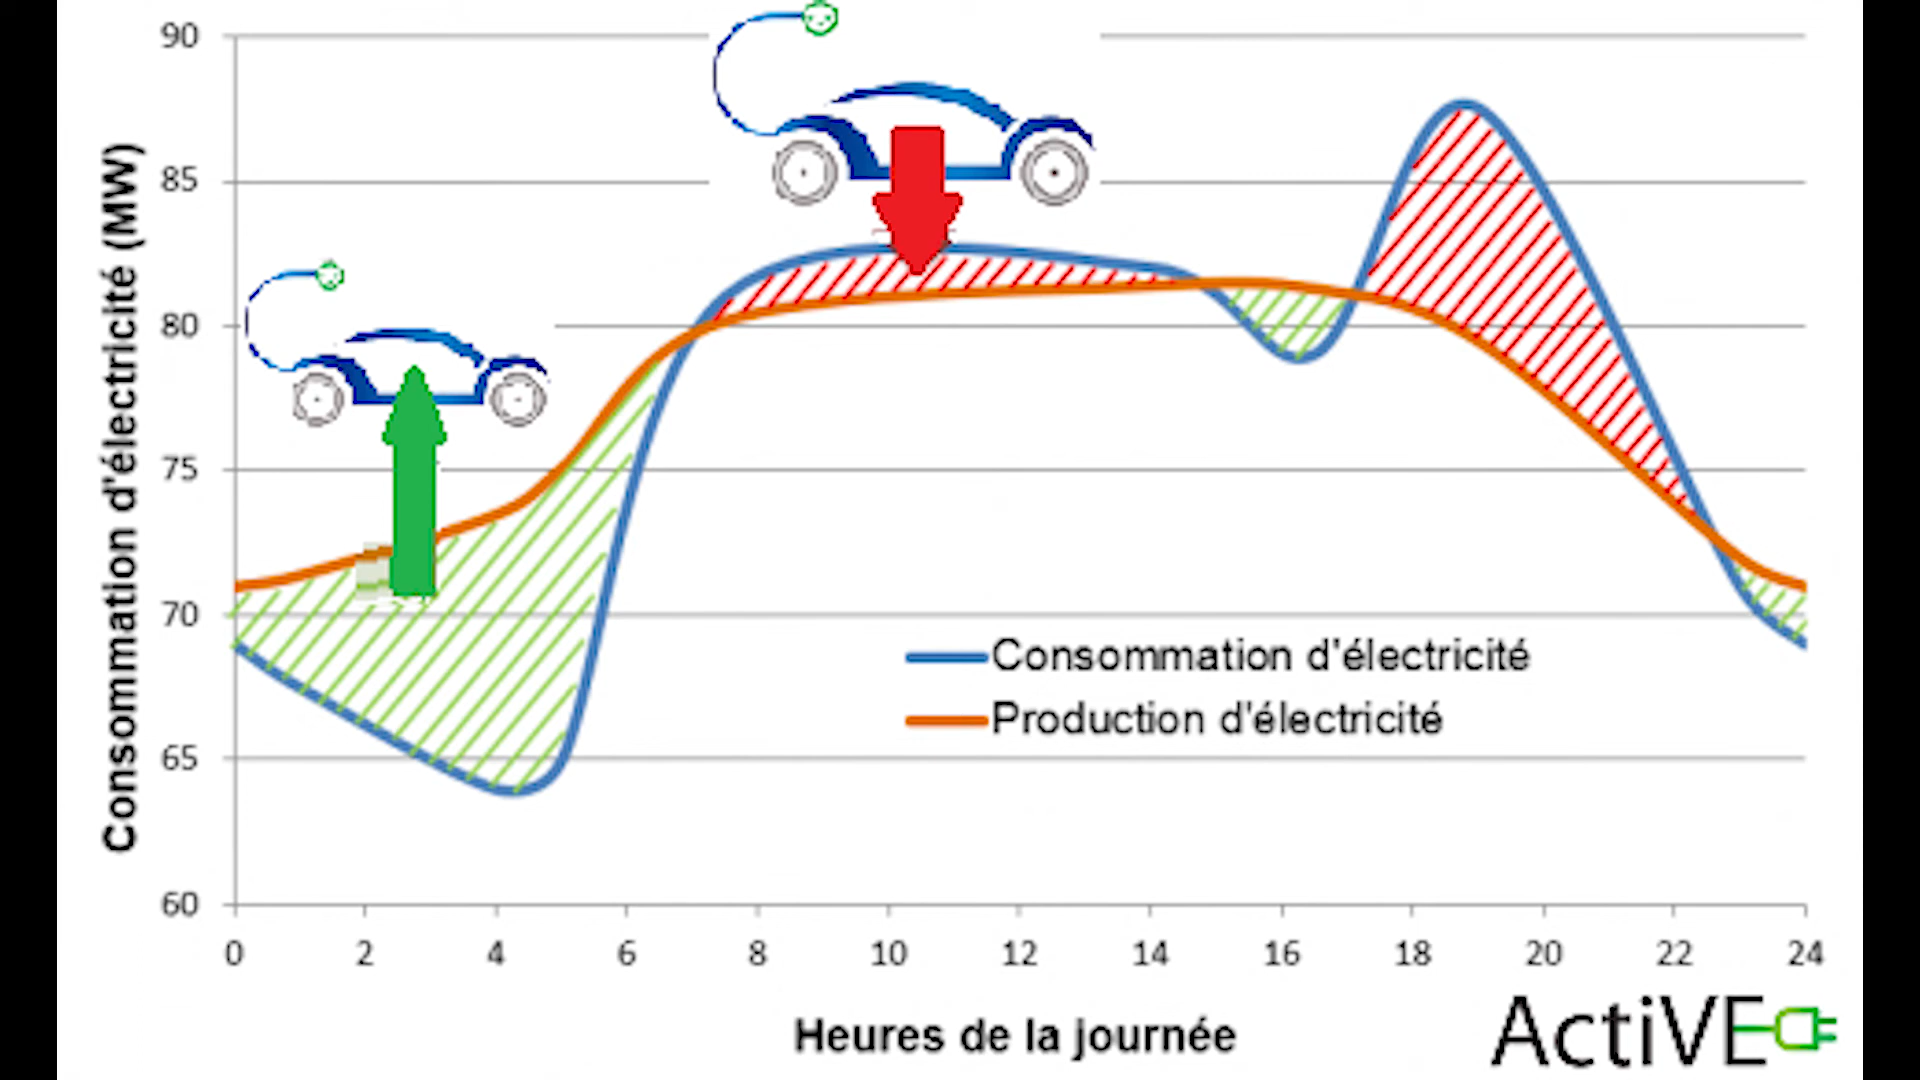 Consommation d'électricité (MW)
90
85
80
75
70
65
60
Consommation d'électricité
Production d'électricité
0 2 4 6 8 10 12 14 16 18 20 22 24
Heures de la journée
ActiVE